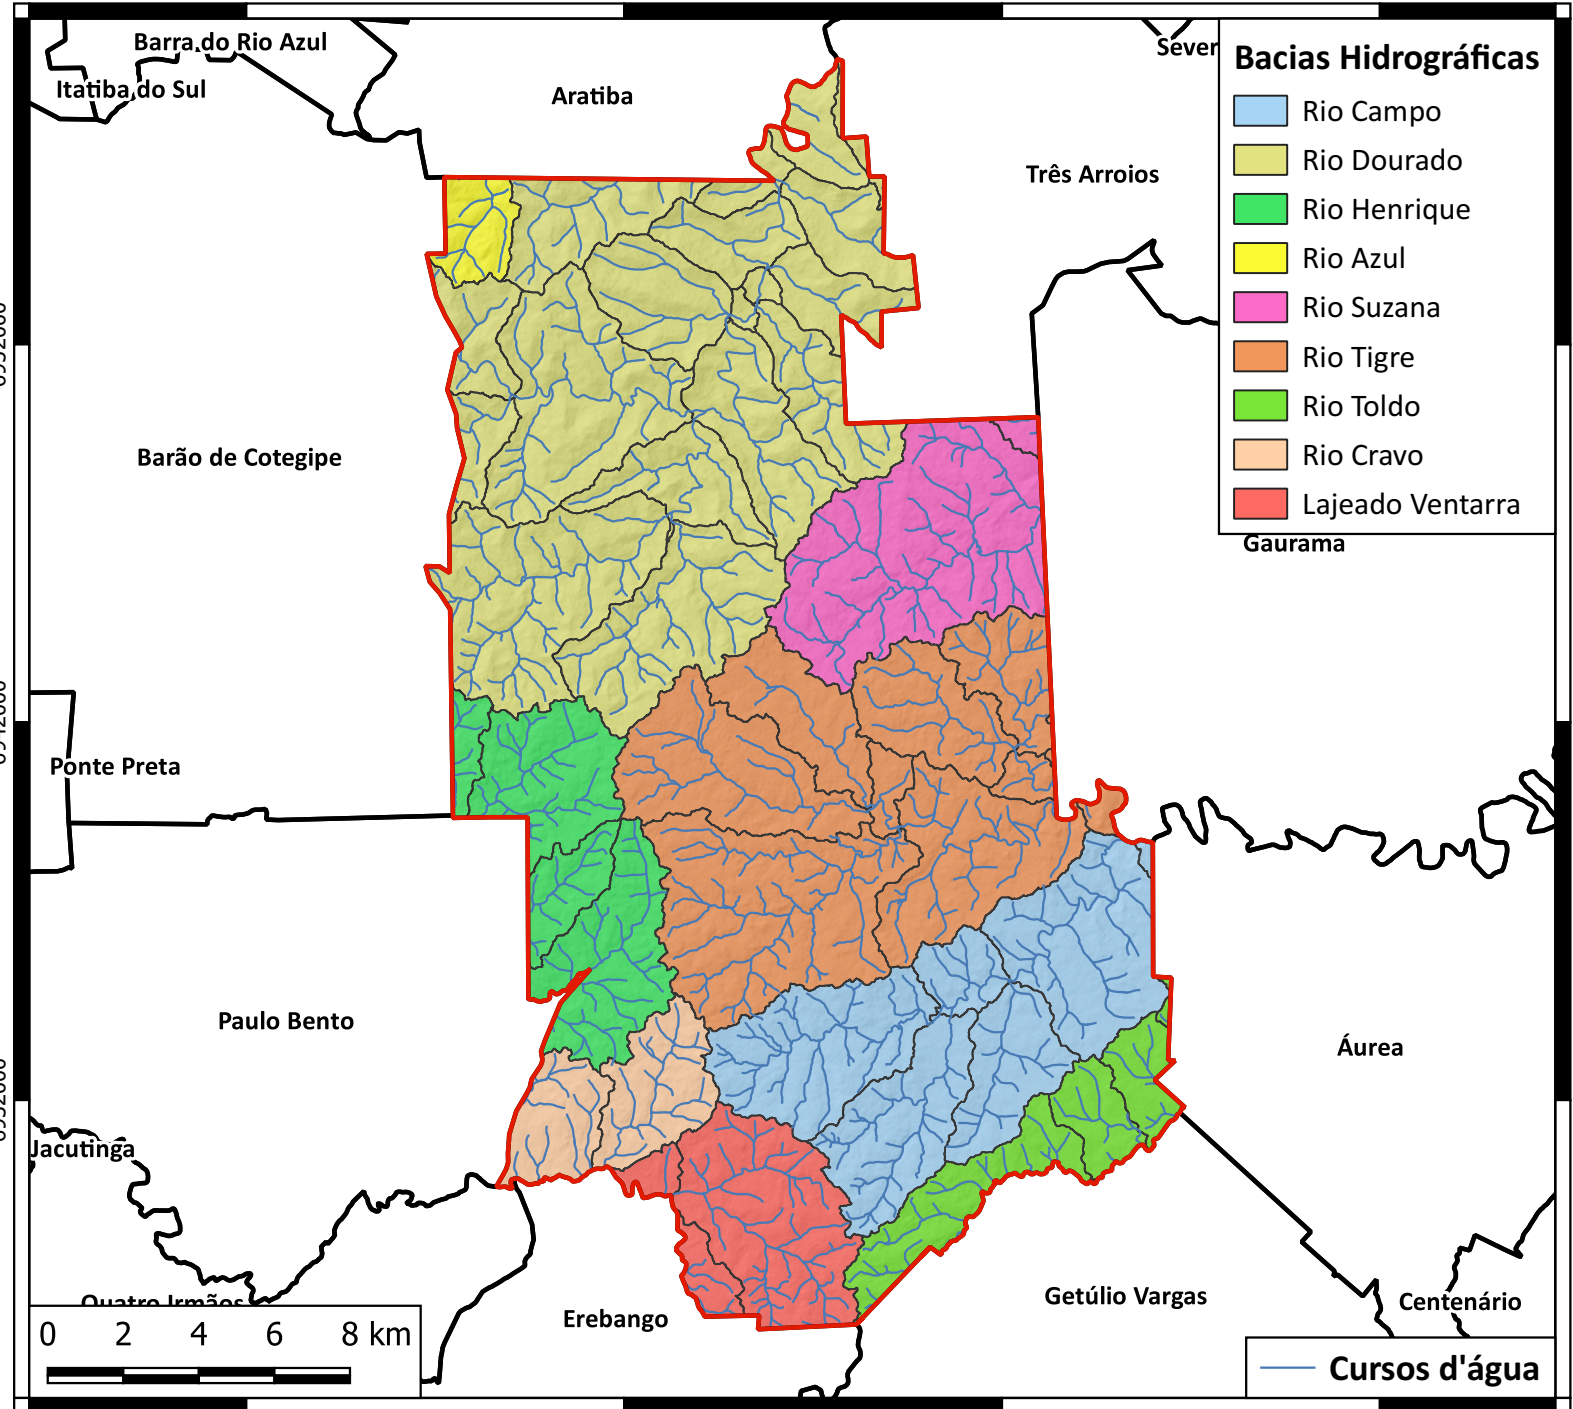 Barra do Rio Azul
Itatiba do Sul
Aratiba
Sever
Três Arroios
Barão de Cotegipe
Gaurama
Ponte Preta
Paulo Bento
Áurea
Jacutinga
Quatro Irmãos
Erebango
Getúlio Vargas
Centenário
Bacias Hidrográficas
Rio Campo
Rio Dourado
Rio Henrique
Rio Azul
Rio Suzana
Rio Tigre
Rio Toldo
Rio Cravo
Lajeado Ventarra
0 2 4 6 8 km
Cursos d'água